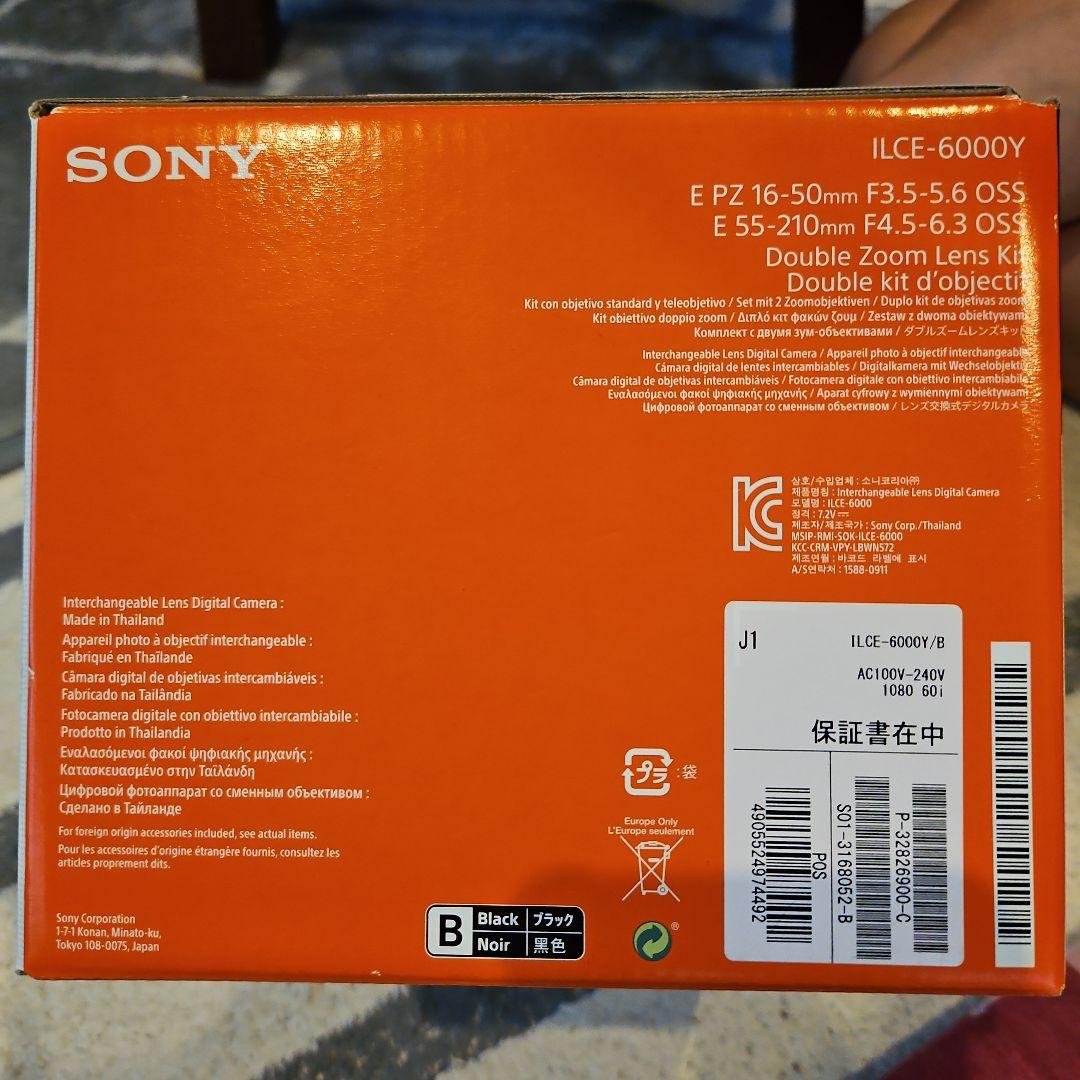 SONY
ILCE-6000Y
E PZ 16-50mm F3.5-5.6 OSS
E 55-210mm F4.5-6.3 OSS
Double Zoom Lens Kit
Double kit d'objectif
Kit con objetivo standard y teleobjetivo / Set mit 2 Zoomobjektiven / Duplo kit de objetivas zoom
Kit obiettivo doppio zoom / Διπλό κιτ φακών ζουμ / Zestaw z dwoma obiektywami
Комплект с двумя зум-объективами / ダブルズームレンズキット
Interchangeable Lens Digital Camera / Appareil photo à objectif interchangeable
Cámara digital de lentes intercambiables / Digitalkamera mit Wechselobjektiv
Câmara digital de objetivas intercambiáveis / Fotocamera digitale con obiettivo intercambiabile
Εναλασόμενοι φακοί ψηφιακής μηχανής / Aparat cyfrowy z wymiennymi obiektywami
Цифровой фотоаппарат со сменным объективом / レンズ交換式デジタルカメラ
상호/수입업체 : 소니코리아㈜
제품명칭 : Interchangeable Lens Digital Camera
모델명 : ILCE-6000
정격 : 7.2V ⎓
제조자/제조국가 : Sony Corp./Thailand
MSIP-RMI-SOK-ILCE-6000
KCC-CRM-VPY-LBWN572
제조연월 : 바코드 라벨에 표시
A/S연락처 : 1588-0911
Interchangeable Lens Digital Camera :
Made in Thailand
Appareil photo à objectif interchangeable :
Fabriqué en Thaïlande
Câmara digital de objetivas intercambiáveis :
Fabricado na Tailândia
Fotocamera digitale con obiettivo intercambiabile :
Prodotto in Thailandia
Εναλασόμενοι φακοί ψηφιακής μηχανής :
Κατασκευασμένο στην Ταϊλάνδη
Цифровой фотоаппарат со сменным объективом :
Сделано в Тайланде
For foreign origin accessories included, see actual items.
Pour les accessoires d'origine étrangère fournis, consultez les
articles proprement dits.
Sony Corporation
1-7-1 Konan, Minato-ku,
Tokyo 108-0075, Japan
B Black ブラック
Noir 黒色
プラ :袋
Europe Only
L'Europe seulement
®
J1 ILCE-6000Y/B
AC100V-240V
1080 60i
保証書在中
4905524974492
POS
S01-3168052-B
P-32826900-C